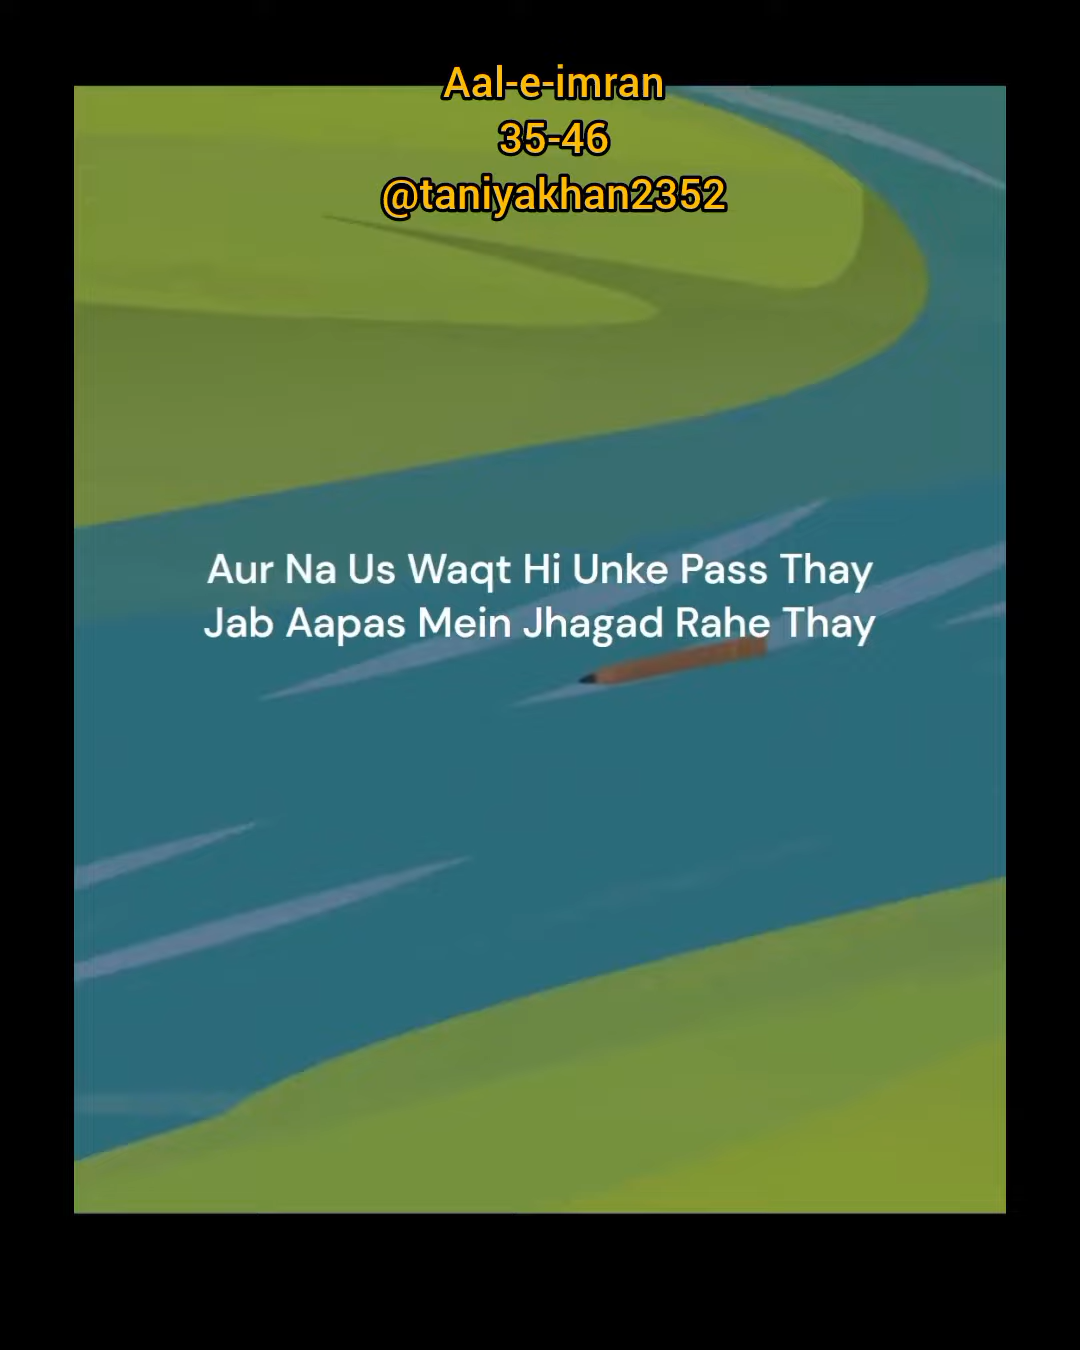 Aal-e-imran
35-46
@taniyakhan2352
Aur Na Us Waqt Hi Unke Pass Thay
Jab Aapas Mein Jhagad Rahe Thay